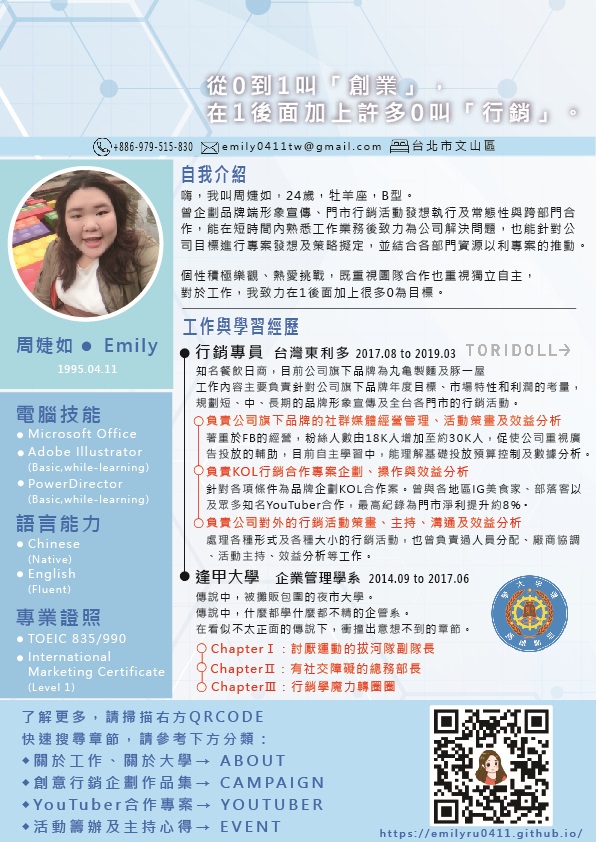 從0到1叫「創業」，
在1後面加上許多0叫「行銷」。
+886-979-515-830 emily0411tw@gmail.com 台北市文山區
自我介紹
嗨，我叫周婕如，24歲，牡羊座，B型。
曾企劃品牌端形象宣傳、門市行銷活動發想執行及常態性與跨部門合
作，能在短時間內熟悉工作業務後致力為公司解決問題，也能針對公
司目標進行專案發想及策略擬定，並結合各部門資源以利專案的推動。
個性積極樂觀、熱愛挑戰，既重視團隊合作也重視獨立自主，
對於工作，我致力在1後面加上很多0為目標。
周婕如 ● Emily
1995.04.11
電腦技能
● Microsoft Office
● Adobe Illustrator
(Basic,while-learning)
● PowerDirector
(Basic,while-learning)
語言能力
● Chinese
(Native)
● English
(Fluent)
專業證照
● TOEIC 835/990
● International
Marketing Certificate
(Level 1)
工作與學習經歷
行銷專員 台灣東利多 2017.08 to 2019.03 TORIDOLL
知名餐飲日商，目前公司旗下品牌為丸亀製麵及豚一屋
工作內容主要負責針對公司旗下品牌年度目標、市場特性和利潤的考量，
規劃短、中、長期的品牌形象宣傳及全台各門市的行銷活動。
負責公司旗下品牌的社群媒體經營管理、活動策畫及效益分析
著重於FB的經營，粉絲人數由18K人增加至約30K人，促使公司重視廣
告投放的輔助，目前自主學習中，能理解基礎投放預算控制及數據分析。
負責KOL行銷合作專案企劃、操作與效益分析
針對各項條件為品牌企劃KOL合作案。曾與各地區IG美食家、部落客以
及眾多知名YouTube合作，最高紀錄為門市淨利提升約8%。
負責公司對外的行銷活動策畫、主持、溝通及效益分析
處理各種形式及各種大小的行銷活動，也曾負責過人員分配、廠商協調
、活動主持、效益分析等工作。
逢甲大學 企業管理學系 2014.09 to 2017.06
傳說中，被攤販包圍的夜市大學。
傳說中，什麼都學什麼都不精的企管系。
在看似不太正面的傳說下，衝撞出意想不到的章節。
ChapterⅠ：討厭運動的拔河隊副隊長
ChapterⅡ：有社交障礙的總務部長
ChapterⅢ：行銷學魔力轉圈圈
了解更多，請掃描右方QRCODE
快速搜尋章節，請參考下方分類：
◆關於工作、關於大學→ ABOUT
◆創意行銷企劃作品集→ CAMPAIGN
◆YouTuber合作專案→ YOUTUBER
◆活動籌辦及主持心得→ EVENT
https://emilyru0411.github.io/